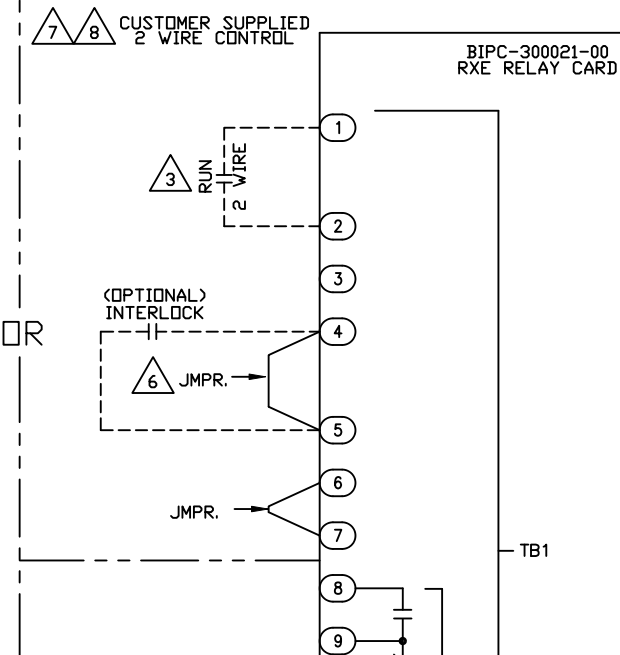 7 8 CUSTOMER SUPPLIED
2 WIRE CONTROL
BIPC-300021-00
RXE RELAY CARD
1
3
RUN
2 WIRE
2
3
(OPTIONAL)
INTERLOCK
OR
4
6 JMPR.
5
6
JMPR.
7
TB1
8
9